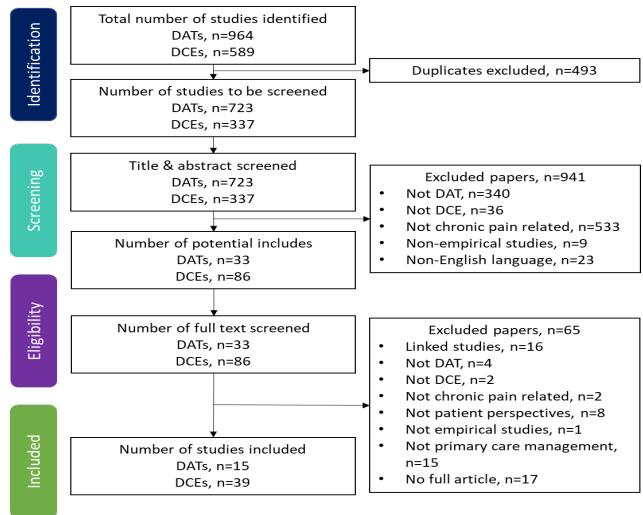 Identification
Total number of studies identified
DATs, n=964
DCEs, n=589
Duplicates excluded, n=493
Number of studies to be screened
DATs, n=723
DCEs, n=337
Screening
Title & abstract screened
DATs, n=723
DCEs, n=337
Excluded papers, n=941
• Not DAT, n=340
• Not DCE, n=36
• Not chronic pain related, n=533
• Non-empirical studies, n=9
• Non-English language, n=23
Number of potential includes
DATs, n=33
DCEs, n=86
Eligibility
Number of full text screened
DATs, n=33
DCEs, n=86
Excluded papers, n=65
• Linked studies, n=16
• Not DAT, n=4
• Not DCE, n=2
• Not chronic pain related, n=2
• Not patient perspectives, n=8
• Not empirical studies, n=1
• Not primary care management,
n=15
• No full article, n=17
Included
Number of studies included
DATs, n=15
DCEs, n=39